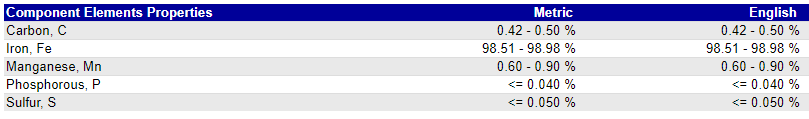 Component Elements Properties Metric English
Carbon, C 0.42 - 0.50 % 0.42 - 0.50 %
Iron, Fe 98.51 - 98.98 % 98.51 - 98.98 %
Manganese, Mn 0.60 - 0.90 % 0.60 - 0.90 %
Phosphorous, P <= 0.040 % <= 0.040 %
Sulfur, S <= 0.050 % <= 0.050 %